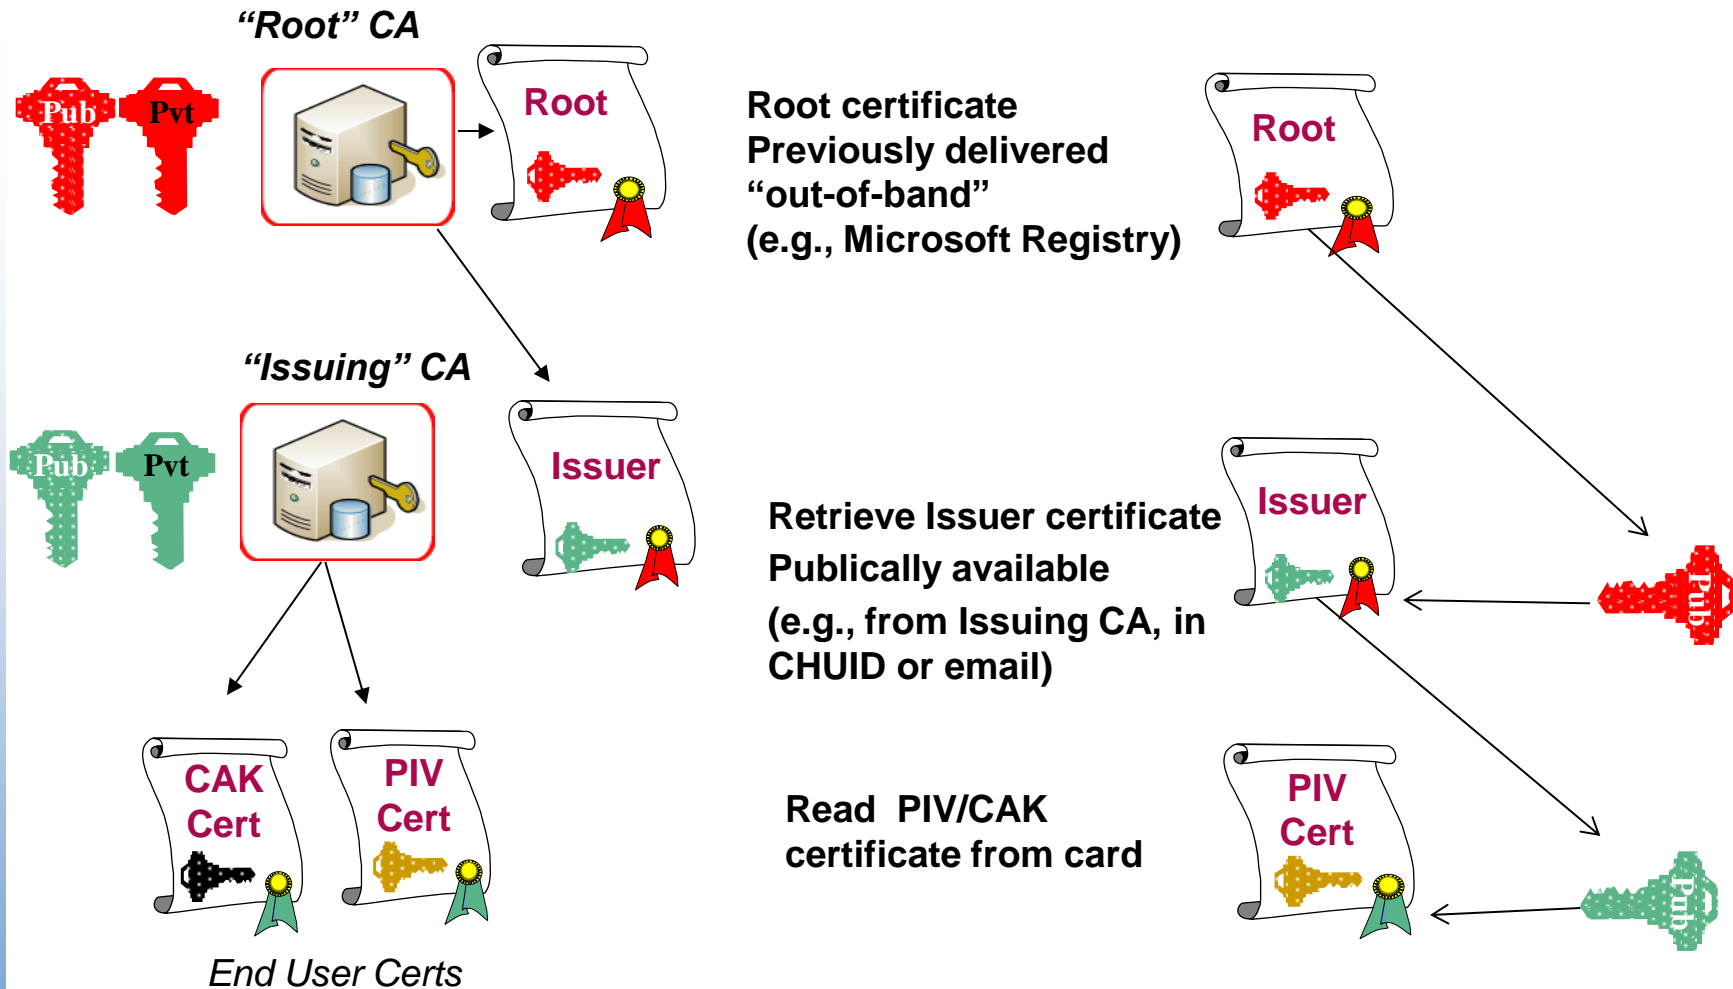 “Root” CA
Pub
Pvt
Root
Root certificate
Previously delivered
“out-of-band”
(e.g., Microsoft Registry)
Root
“Issuing” CA
Pub
Pvt
Issuer
Retrieve Issuer certificate
Publically available
(e.g., from Issuing CA, in
CHUID or email)
Issuer
Pub
CAK
Cert
PIV
Cert
End User Certs
Read PIV/CAK
certificate from card
PIV
Cert
Pub